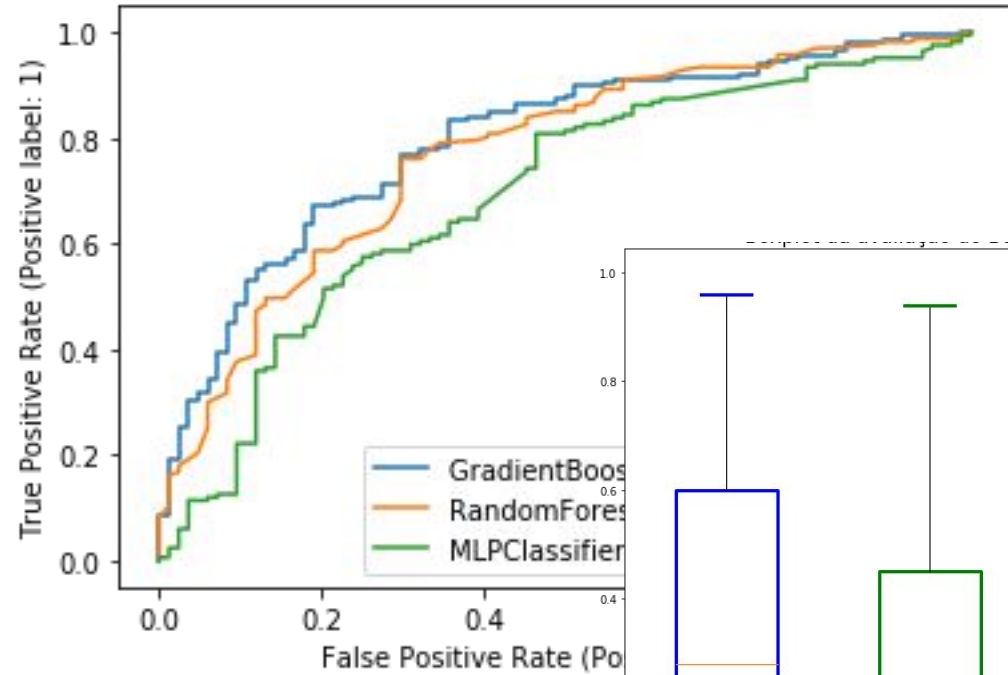 1.0
0.8
0.6
0.4
0.2
0.0
True Positive Rate (Positive label: 1)
0.0 0.2 0.4
False Positive Rate (Po
GradientBoos
RandomFores
MLPClassifier
1.0
0.8
0.6
0.4